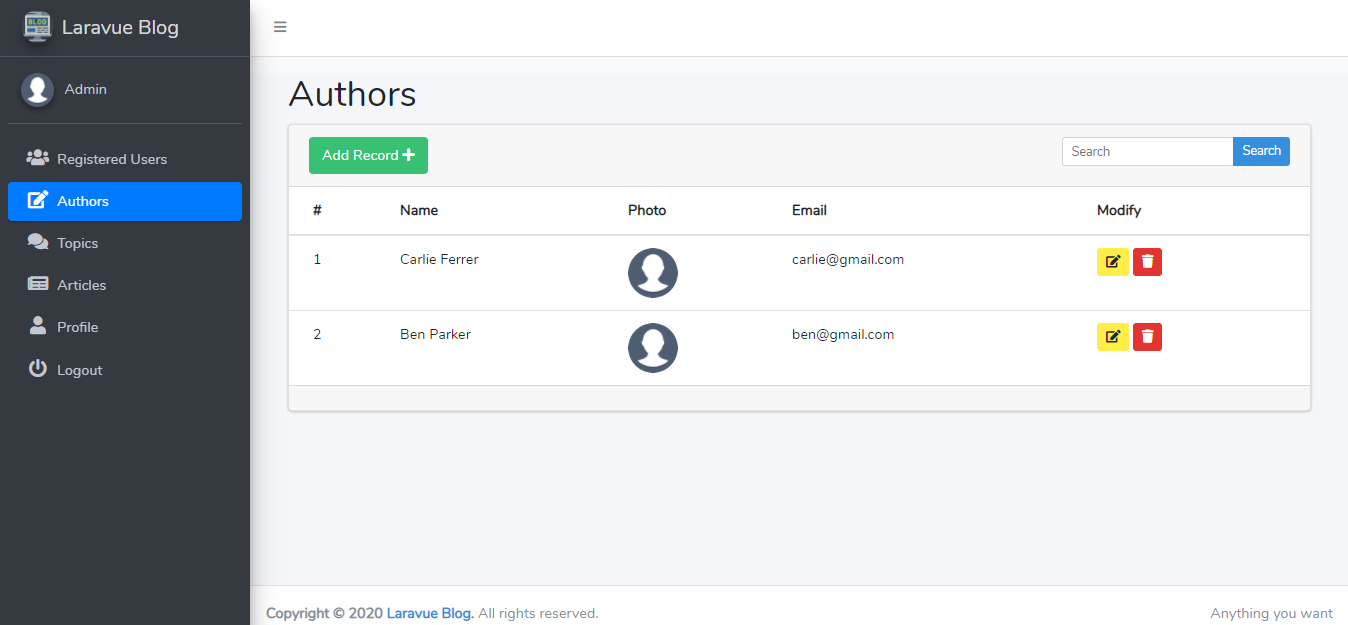 Laravue Blog
Admin
Registered Users
Authors
Topics
Articles
Profile
Logout
Authors
Add Record
Search Search
# Name Photo Email Modify
1 Carlie Ferrer carlie@gmail.com
2 Ben Parker ben@gmail.com
Copyright © 2020 Laravue Blog. All rights reserved. Anything you want